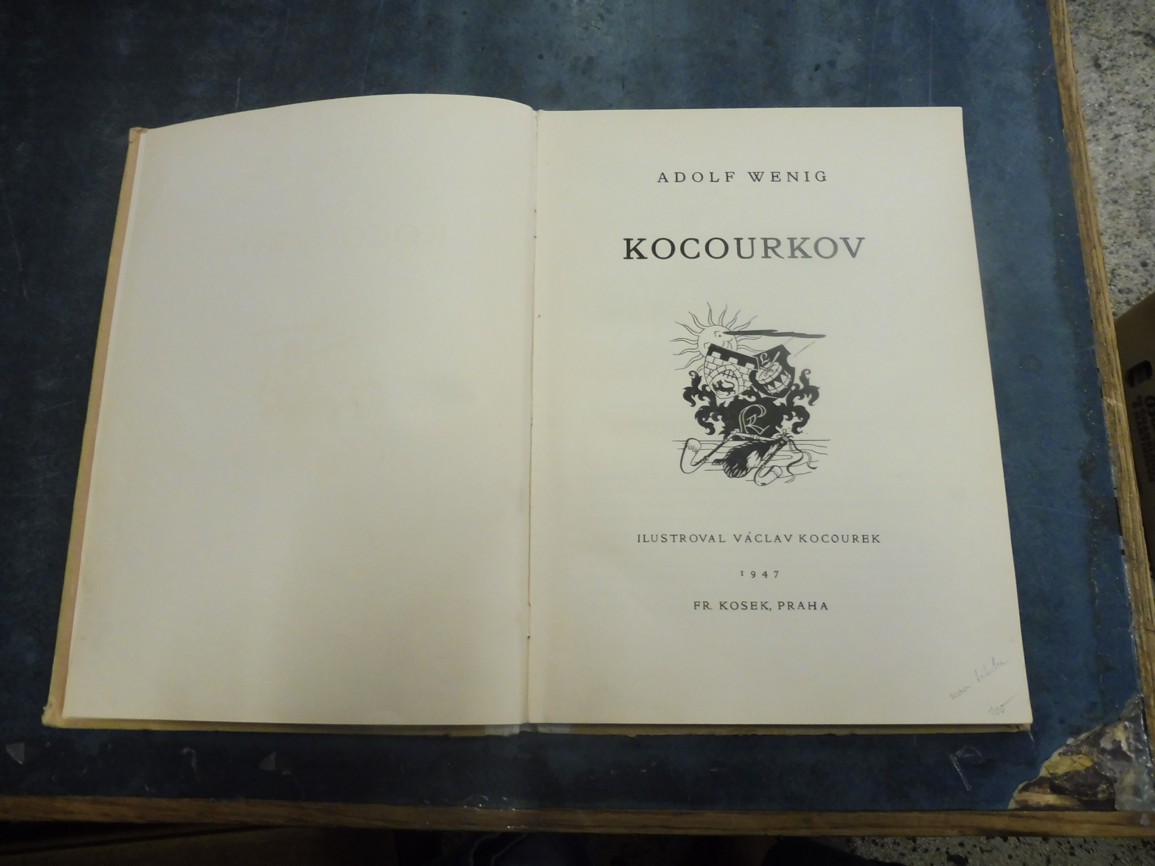 ADOLF WENIG
KOCOURKOV
ILUSTROVAL VÁCLAV KOCOUREK
1947
FR. KOSEK, PRAHA